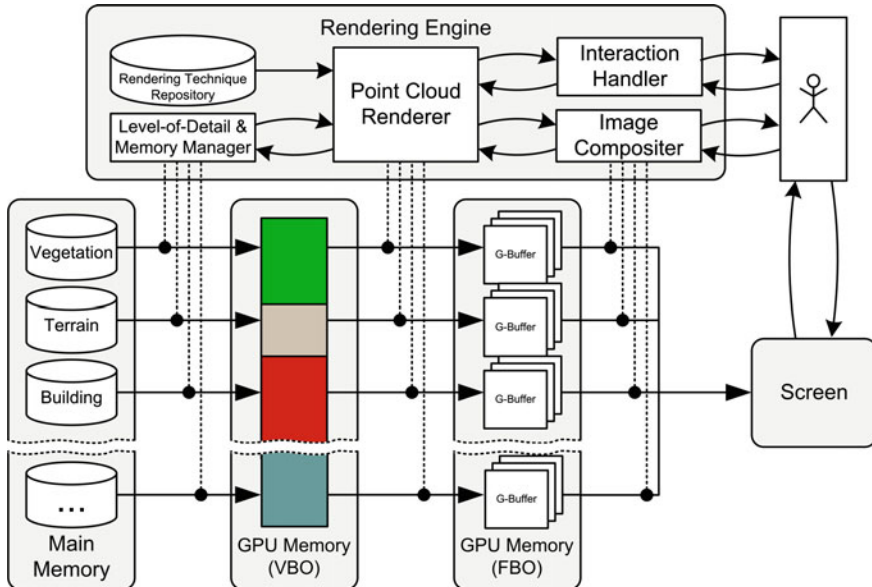 Rendering Engine
Rendering Technique
Repository
Level-of-Detail &
Memory Manager
Point Cloud
Renderer
Interaction
Handler
Image
Compositer
Vegetation
Terrain
Building
...
Main
Memory
GPU Memory
(VBO)
G-Buffer
G-Buffer
G-Buffer
G-Buffer
GPU Memory
(FBO)
Screen